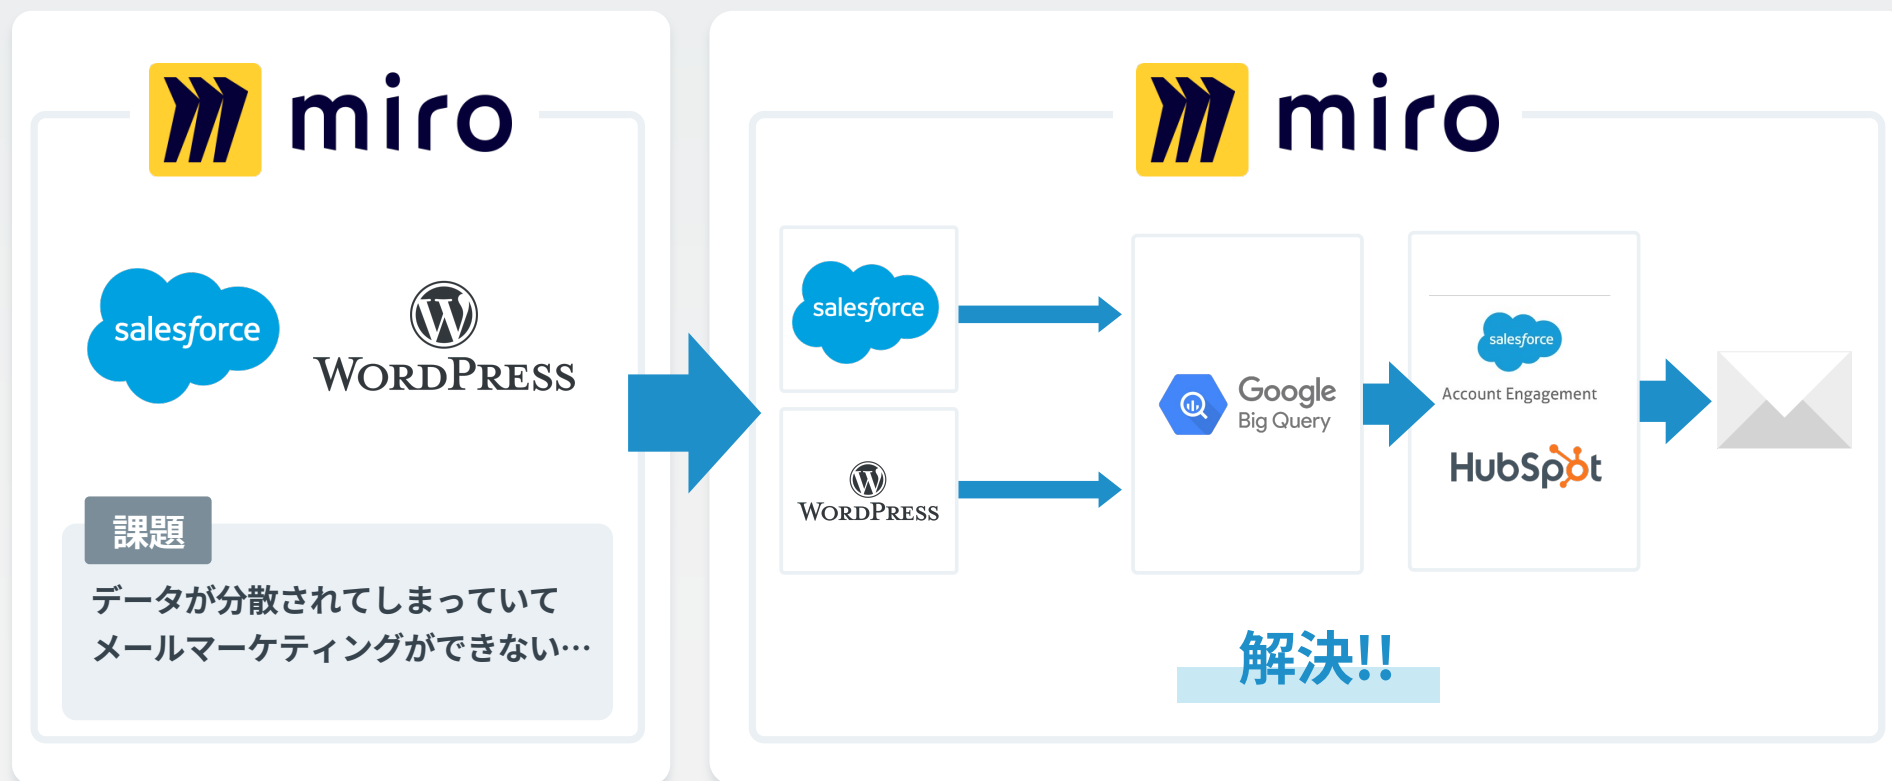 miro
salesforce
WORDPRESS
課題
データが分散されてしまっていて
メールマーケティングができない…
miro
salesforce
WORDPRESS
Google
Big Query
salesforce
Account Engagement
HubSpot
解決!!